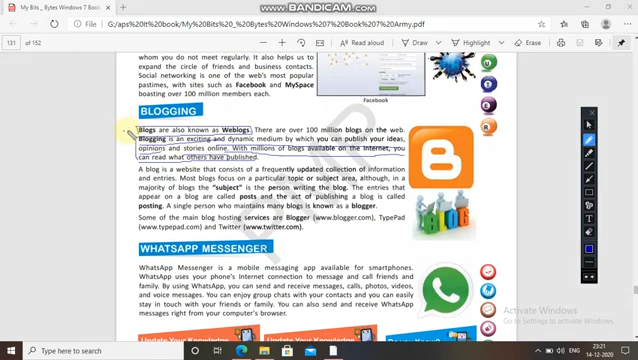 www.BANDICAM.com
My Bits _ Bytes Windows 7 Book
G:/aps%20It%20book/My%20Bits%20_%20Bytes%20Windows%207%20Book%207%20Army.pdf
131 of 152
Read aloud Draw Highlight Erase
whom you do not meet regularly. It also helps us to
expand the circle of friends and business contacts.
Social networking is one of the web's most popular
pastimes, with sites such as Facebook and MySpace
boasting over 100 million members each.
Facebook
BLOGGING
Blogs are also known as Weblogs. There are over 100 million blogs on the web.
Blogging is an exciting and dynamic medium by which you can publish your ideas,
opinions and stories online. With millions of blogs available on the Internet, you
can read what others have published.
A blog is a website that consists of a frequently updated collection of information
and entries. Most blogs focus on a particular topic or subject area, although, in a
majority of blogs the "subject" is the person writing the blog. The entries that
appear on a blog are called posts and the act of publishing a blog is called
posting. A single person who maintains many blogs is known as a blogger.
Some of the main blog hosting services are Blogger (www.blogger.com), TypePad
(www.typepad.com) and Twitter (www.twitter.com).
BLOG
WHATSAPP MESSENGER
WhatsApp Messenger is a mobile messaging app available for smartphones.
WhatsApp uses your phone's Internet connection to message and call friends and
family. By using WhatsApp, you can send and receive messages, calls, photos, videos,
and voice messages. You can enjoy group chats with your contacts and you can easily
stay in touch with your friends or family. You can also send and receive WhatsApp
messages right from your computer's browser.
Update Your Knowledge Update Your Knowledge Do you Know?
Activate Windows
Go to Settings to activate Windows.
Type here to search
ENG
23:21
14-12-2020